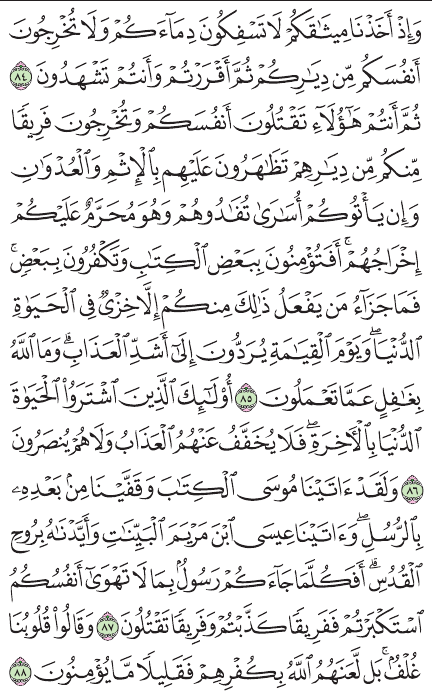 وَإِذْ أَخَذْنَا مِيثَٰقَكُمْ لَا تَسْفِكُونَ دِمَآءَكُمْ وَلَا تُخْرِجُونَ
أَنفُسَكُم مِّن دِيَٰرِكُمْ ثُمَّ أَقْرَرْتُمْ وَأَنتُمْ تَشْهَدُونَ ٨٤
ثُمَّ أَنتُمْ هَٰٓؤُلَآءِ تَقْتُلُونَ أَنفُسَكُمْ وَتُخْرِجُونَ فَرِيقًا
مِّنكُم مِّن دِيَٰرِهِمْ تَظَٰهَرُونَ عَلَيْهِم بِٱلْإِثْمِ وَٱلْعُدْوَٰنِ
وَإِن يَأْتُوكُمْ أُسَٰرَىٰ تُفَٰدُوهُمْ وَهُوَ مُحَرَّمٌ عَلَيْكُمْ
إِخْرَاجُهُمْ ۚ أَفَتُؤْمِنُونَ بِبَعْضِ ٱلْكِتَٰبِ وَتَكْفُرُونَ بِبَعْضٍ ۚ
فَمَا جَزَآءُ مَن يَفْعَلُ ذَٰلِكَ مِنكُمْ إِلَّا خِزْىٌ فِى ٱلْحَيَوٰةِ
ٱلدُّنْيَا ۖ وَيَوْمَ ٱلْقِيَٰمَةِ يُرَدُّونَ إِلَىٰٓ أَشَدِّ ٱلْعَذَابِ ۗ وَمَا ٱللَّهُ
بِغَٰفِلٍ عَمَّا تَعْمَلُونَ ٨٥ أُو۟لَٰٓئِكَ ٱلَّذِينَ ٱشْتَرَوُا۟ ٱلْحَيَوٰةَ
ٱلدُّنْيَا بِٱلْءَاخِرَةِ ۖ فَلَا يُخَفَّفُ عَنْهُمُ ٱلْعَذَابُ وَلَا هُمْ يُنصَرُونَ
٨٦ وَلَقَدْ ءَاتَيْنَا مُوسَى ٱلْكِتَٰبَ وَقَفَّيْنَا مِنۢ بَعْدِهِۦ
بِٱلرُّسُلِ ۖ وَءَاتَيْنَا عِيسَى ٱبْنَ مَرْيَمَ ٱلْبَيِّنَٰتِ وَأَيَّدْنَٰهُ بِرُوحِ
ٱلْقُدُسِ ۗ أَفَكُلَّمَا جَآءَكُمْ رَسُولٌۢ بِمَا لَا تَهْوَىٰٓ أَنفُسُكُمُ
ٱسْتَكْبَرْتُمْ فَفَرِيقًا كَذَّبْتُمْ وَفَرِيقًا تَقْتُلُونَ ٨٧ وَقَالُوا۟ قُلُوبُنَا
غُلْفٌۢ ۚ بَل لَّعَنَهُمُ ٱللَّهُ بِكُفْرِهِمْ فَقَلِيلًا مَّا يُؤْمِنُونَ ٨٨